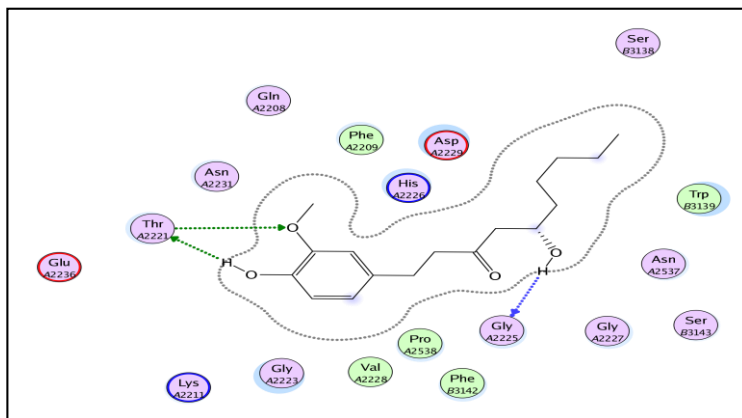 Ser
B3138
Gln
A2208
Phe
A2209
Asp
A2229
Asn
A2231
His
A2226
Trp
B3139
Thr
A2221
O
H
O
O
O
H
Glu
A2236
Asn
A2537
Gly
A2225
Gly
A2227
Ser
B3143
Pro
A2538
Gly
A2223
Val
A2228
Phe
B3142
Lys
A2211